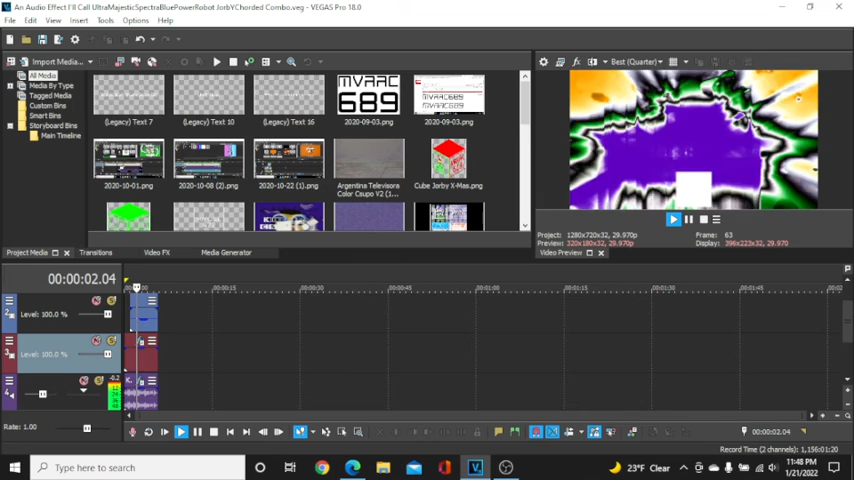 An Audio Effect I'll Call UltraMajesticSpectraBluePowerRobot JorbYChorded Combo.veg - VEGAS Pro 18.0
File Edit View Insert Tools Options Help
Import Media...
Best (Quarter)
All Media
Media By Type
Tagged Media
Custom Bins
Smart Bins
Storyboard Bins
Main Timeline
MVAAC
689
MVAAC689
MVAAC689
(Legacy) Text 7
(Legacy) Text 10
(Legacy) Text 16
2020-09-03.png
2020-09-03.png
2020-10-01.png
2020-10-08 (2).png
2020-10-22 (1).png
Argentina Televisora Color Csupo V2 (1...
Cube Jorby X-Mas.png
Project: 1280x720x32, 29.970p
Frame: 63
Preview: 320x180x32, 29.970p
Display: 396x223x32, 29.970
Project Media
Transitions
Video FX
Media Generator
Video Preview
00:00:02.04
00:00:15
00:00:30
00:00:45
00:01:00
00:01:15
00:01:30
00:01:45
2
Level: 100.0 %
3
Level: 100.0 %
4
-0.2
Rate: 1.00
00:00:02.04
Record Time (2 channels): 1,156:01:20
Type here to search
23°F Clear
11:48 PM
1/21/2022